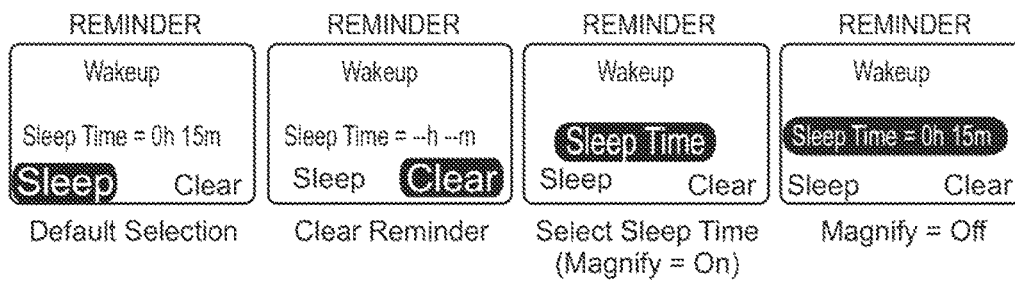 REMINDER
Wakeup
Sleep Time = 0h 15m
Sleep Clear
Default Selection
REMINDER
Wakeup
Sleep Time = --h --m
Sleep Clear
Clear Reminder
REMINDER
Wakeup
Sleep Time
Sleep Clear
Select Sleep Time
(Magnify = On)
REMINDER
Wakeup
Sleep Time = 0h 15m
Sleep Clear
Magnify = Off